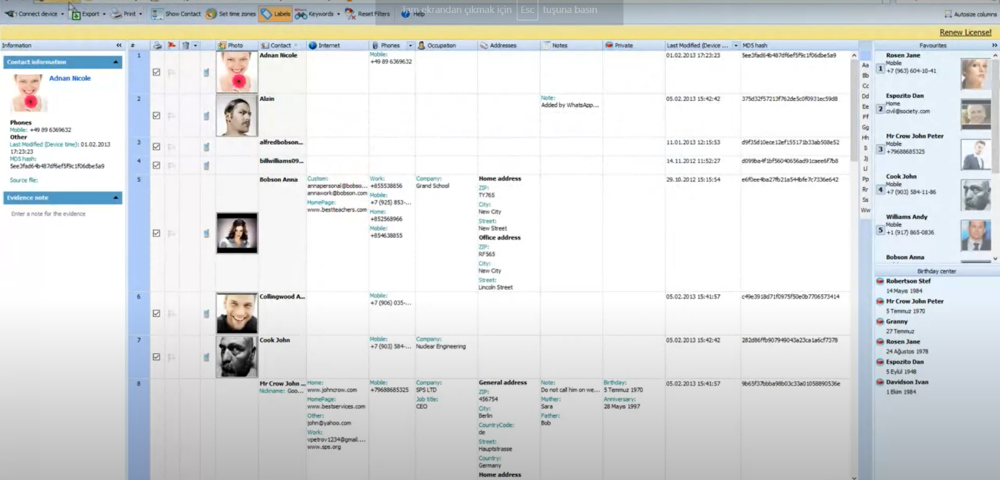 Connect device
Export
Print
Show Contact
Set time zones
Labels
Keywords
Reset Filters
Help
Tam ekrandan çıkmak için Esc tuşuna basın
Autosize columns
Renew License!
Information
Contact information
Adnan Nicole
Phones
Mobile: +49 89 6369632
Other
Last Modified (Device time): 01.02.2013
17:23:23
MD5 hash:
5ee3fad64b487df6ef5f9c1f06dbe5a9
Source file:
Evidence note
Enter a note for the evidence
# Photo Contact Internet Phones Occupation Addresses Notes Private Last Modified (Device ... MD5 hash
1
Adnan Nicole
Mobile:
+49 89 6369632
01.02.2013 17:23:23
5ee3fad64b487df6ef5f9c1f06dbe5a9
2
Alain
Note:
Added by WhatsApp...
05.02.2013 15:42:42
375d32f57213f762de5c0f0931ec59d8
3
alfredbobson...
11.01.2013 12:15:53
d9f35d10ece12ef155171b33ab508e52
4
billwilliams09...
14.11.2012 11:52:27
d099ba4f1bf56040656ad91caee6f7b8
5
Bobson Anna
Custom:
annapersonal@bobso...
annawork@bobson.com
HomePage:
www.bestteachers.com
Work:
+855538856
Mobile:
+7 (925) 853-...
Home:
+852568966
Mobile:
+854638855
Company:
Grand School
Home address
ZIP:
TY765
City:
New City
Street:
New Street
Office address
ZIP:
RF565
City:
New City
Street:
Lincoln Street
29.10.2012 15:15:54
e6f0ee4ba27fb21a544bfe7c7336e642
6
Collingwood A...
Mobile:
+7 (906) 035-...
05.02.2013 15:41:57
c49e3918d71f0975f50e0b7706573414
7
Cook John
Mobile:
+7 (903) 584-...
Company:
Nuclear Engineering
05.02.2013 15:42:42
282d86ffb907949043a23ca1a6cf7378
8
Mr Crow John ...
Nickname: Goo...
Home:
www.johncrow.com
HomePage:
www.bestservices.com
Other:
john@yahoo.com
Work:
vpetrov1234@gmail....
www.sps.org
Mobile:
+79688685325
Company:
SPS LTD
Job title:
CEO
General address
ZIP:
456754
City:
Berlin
CountryCode:
de
Street:
Hauptstrasse
Country:
Germany
Home address
Note:
Do not call him on we...
Mother:
Sara
Father:
Bob
Birthday:
5 Temmuz 1970
Anniversary:
28 Mayıs 1997
05.02.2013 15:41:57
9b65f37bbba98b03c33a01058890536e
Aa
Bb
Cc
Dd
Ee
Ff
Gg
Hh
Ii
Jj
Ll
Pp
Rr
Ss
Ww
Favourites
Rosen Jane
1 Mobile
+7 (963) 604-10-41
Espozito Dan
2 Home
civil@society.com
Mr Crow John Peter
3 Mobile
+79688685325
Cook John
4 Mobile
+7 (903) 584-11-86
Williams Andy
5 Mobile
+1 (917) 865-0836
Bobson Anna
Birthday center
Robertson Stef
14 Mayıs 1984
Mr Crow John Peter
5 Temmuz 1970
Granny
27 Temmuz
Rosen Jane
24 Ağustos 1978
Espozito Dan
5 Eylül 1948
Davidson Ivan
1 Ekim 1984